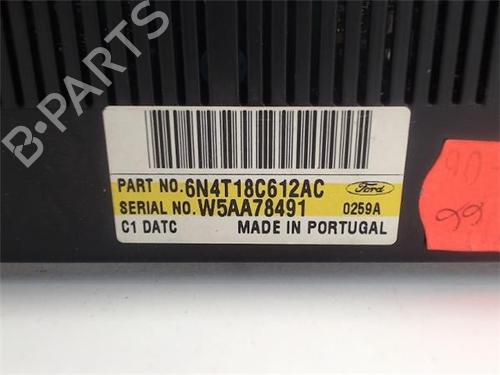 B-PARTS
PART NO.6N4T18C612AC Ford
SERIAL NO.W5AA78491 0259A
C1 DATC MADE IN PORTUGAL